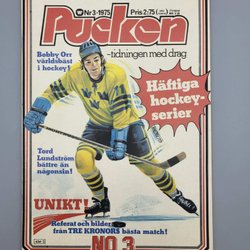 Nr 3-1975 Pris 2:75
Pucken
-tidningen med drag
Bobby Orr
världsbäst
i hockey!
Häftiga
hockey-
serier
Tord
Lundström
bättre än
någonsin!
UNIKT!
Referat och bilder
från TRE KRONORS bästa match!
NO. 3